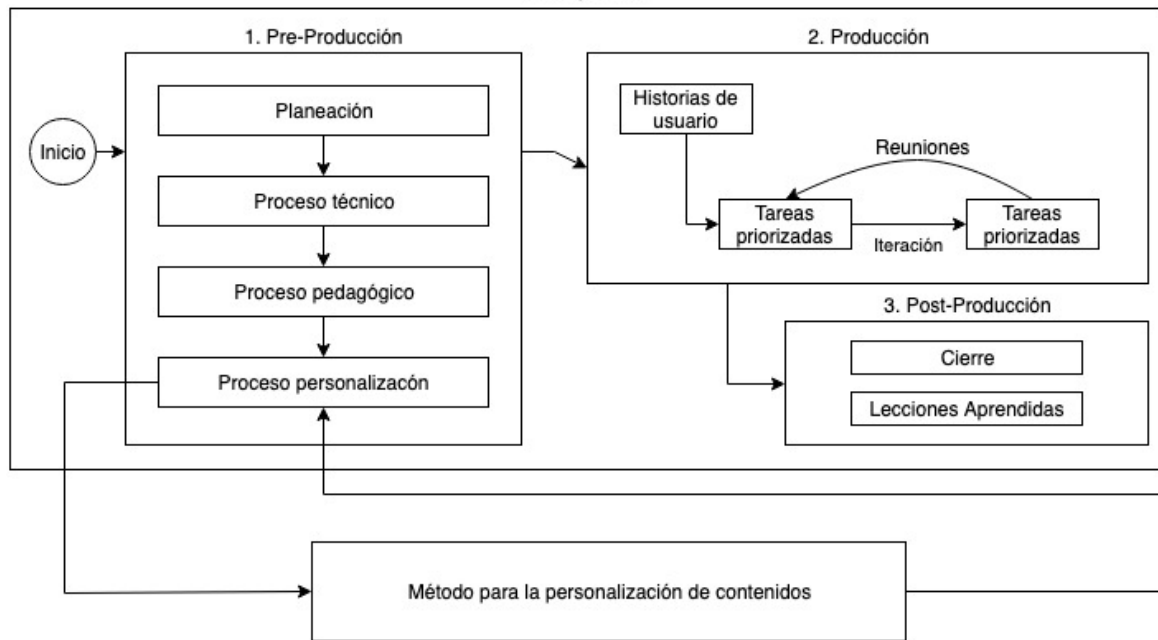 1. Pre-Producción
Inicio
Planeación
Proceso técnico
Proceso pedagógico
Proceso personalizacón
2. Producción
Historias de
usuario
Reuniones
Tareas
priorizadas
Iteración
Tareas
priorizadas
3. Post-Producción
Cierre
Lecciones Aprendidas
Método para la personalización de contenidos